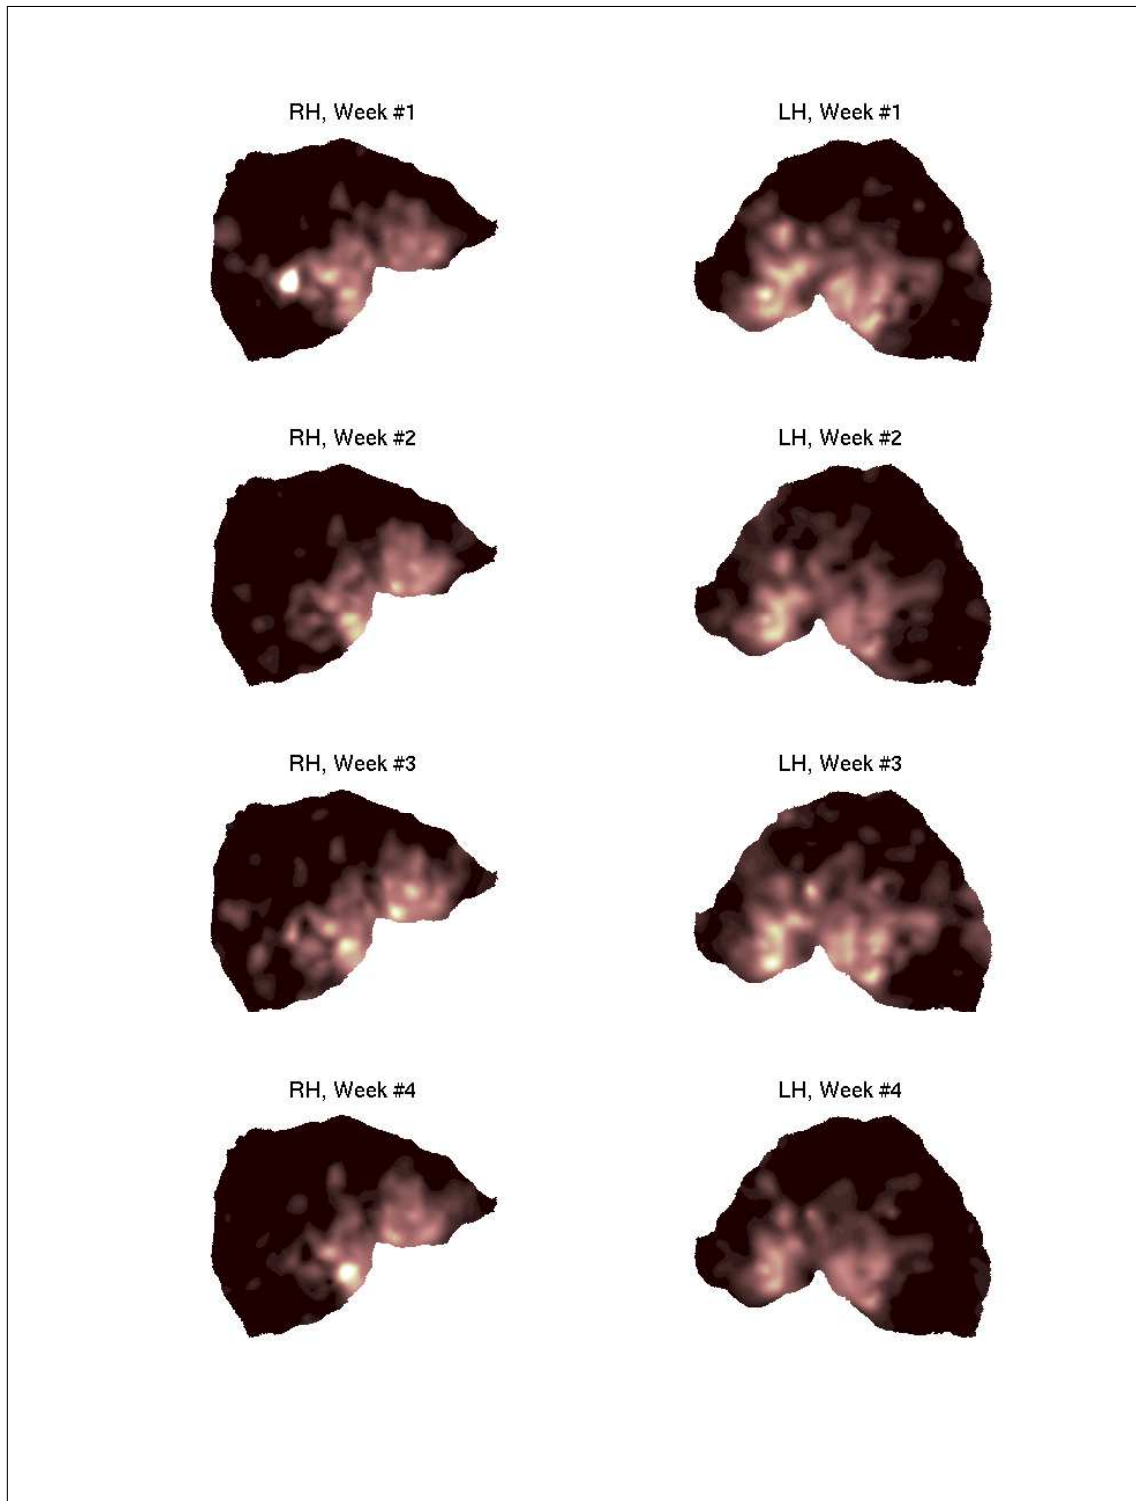 RH, Week #1
LH, Week #1
RH, Week #2
LH, Week #2
RH, Week #3
LH, Week #3
RH, Week #4
LH, Week #4